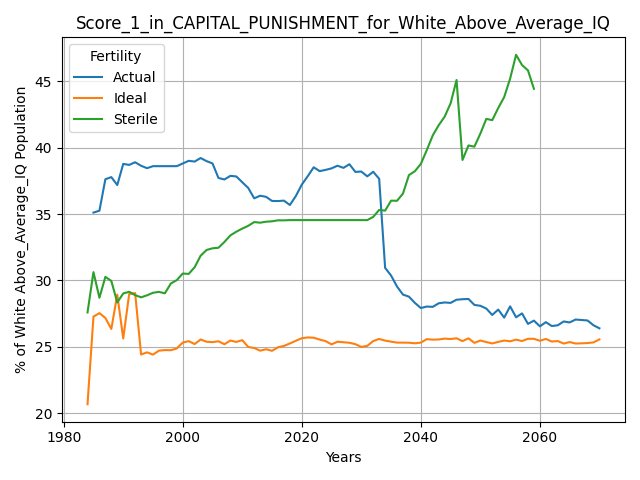 Score_1_in_CAPITAL_PUNISHMENT_for_White_Above_Average_IQ
Fertility
Actual
Ideal
Sterile
% of White Above_Average_IQ Population
45
40
35
30
25
20
1980
2000
2020
2040
2060
Years